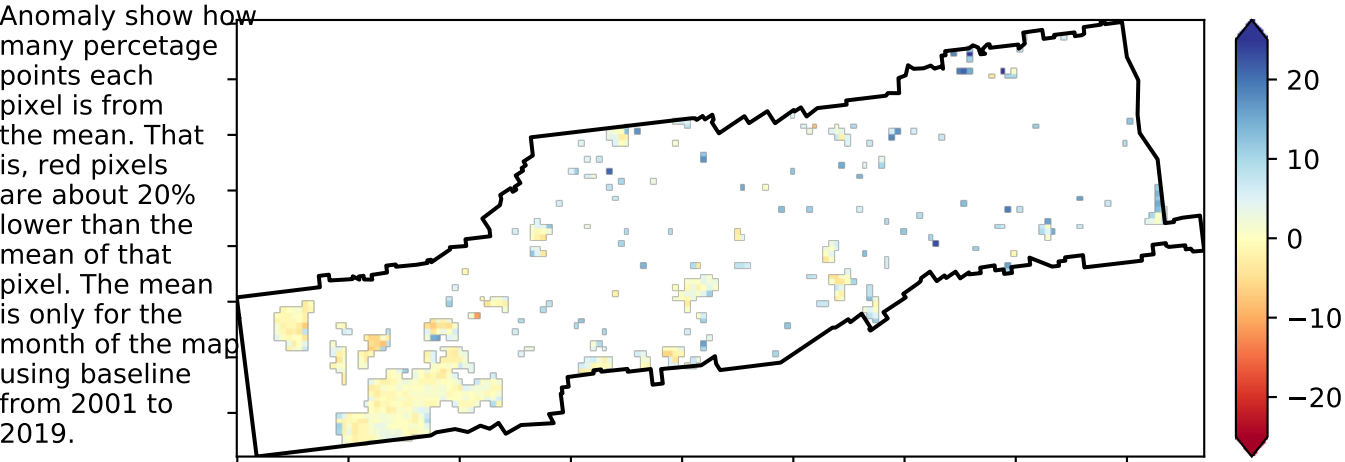 Anomaly show how
many percetage
points each
pixel is from
the mean. That
is, red pixels
are about 20%
lower than the
mean of that
pixel. The mean
is only for the
month of the map
using baseline
from 2001 to
2019.
20
10
0
−10
−20